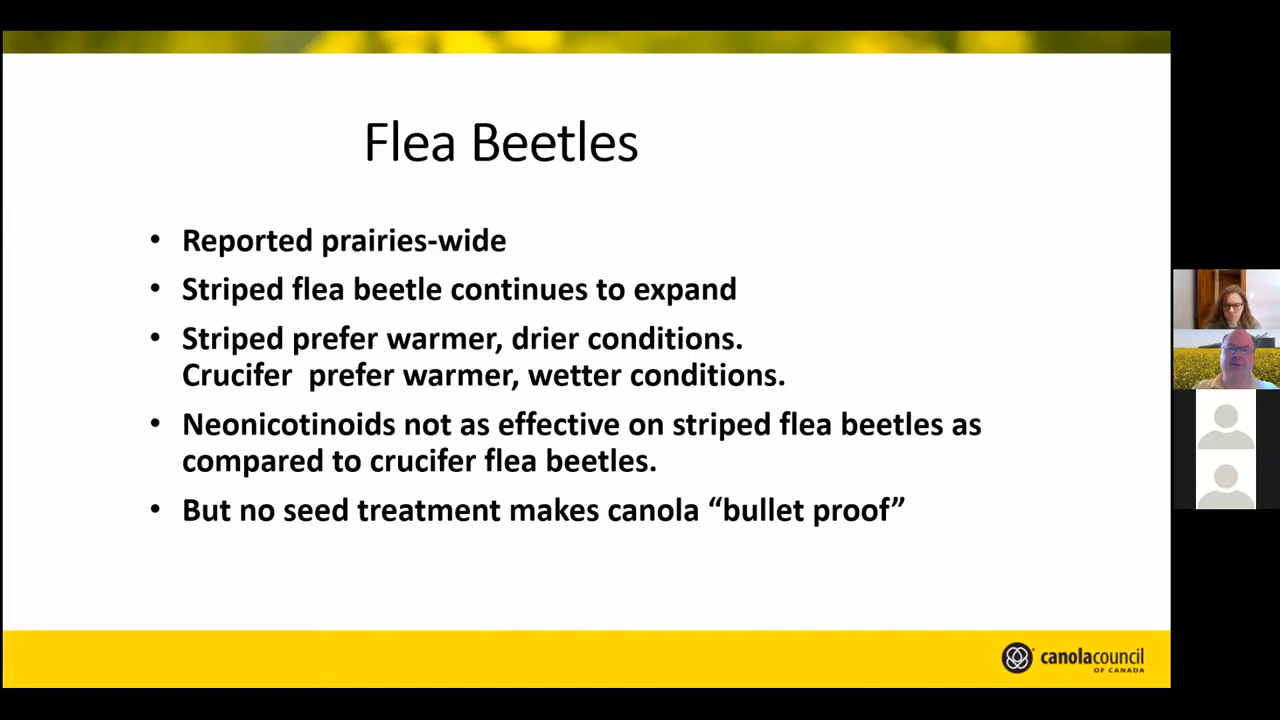 Flea Beetles
• Reported prairies-wide
• Striped flea beetle continues to expand
• Striped prefer warmer, drier conditions.
Crucifer prefer warmer, wetter conditions.
• Neonicotinoids not as effective on striped flea beetles as
compared to crucifer flea beetles.
• But no seed treatment makes canola “bullet proof”
canolacouncil
OF CANADA